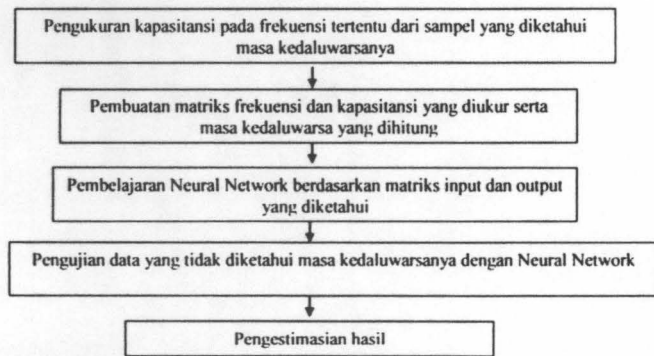 Pengukuran kapasitansi pada frekuensi tertentu dari sampel yang diketahui
masa kedaluwarsanya
Pembuatan matriks frekuensi dan kapasitansi yang diukur serta
masa kedaluwarsa yang dihitung
Pembelajaran Neural Network berdasarkan matriks input dan output
yang diketahui
Pengujian data yang tidak diketahui masa kedaluwarsanya dengan Neural Network
Pengestimasian hasil